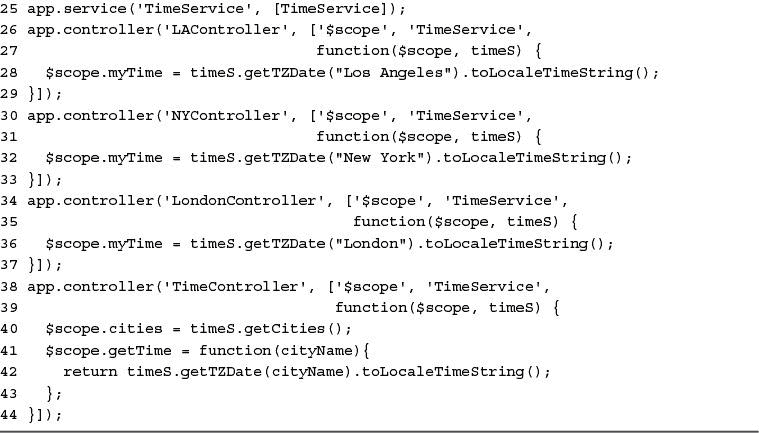 25 app.service('TimeService', [TimeService]);
26 app.controller('LAController', ['$scope', 'TimeService',
27                                 function($scope, timeS) {
28   $scope.myTime = timeS.getTZDate("Los Angeles").toLocaleTimeString();
29 }]);
30 app.controller('NYController', ['$scope', 'TimeService',
31                                 function($scope, timeS) {
32   $scope.myTime = timeS.getTZDate("New York").toLocaleTimeString();
33 }]);
34 app.controller('LondonController', ['$scope', 'TimeService',
35                                     function($scope, timeS) {
36   $scope.myTime = timeS.getTZDate("London").toLocaleTimeString();
37 }]);
38 app.controller('TimeController', ['$scope', 'TimeService',
39                                   function($scope, timeS) {
40   $scope.cities = timeS.getCities();
41   $scope.getTime = function(cityName){
42     return timeS.getTZDate(cityName).toLocaleTimeString();
43   };
44 }]);